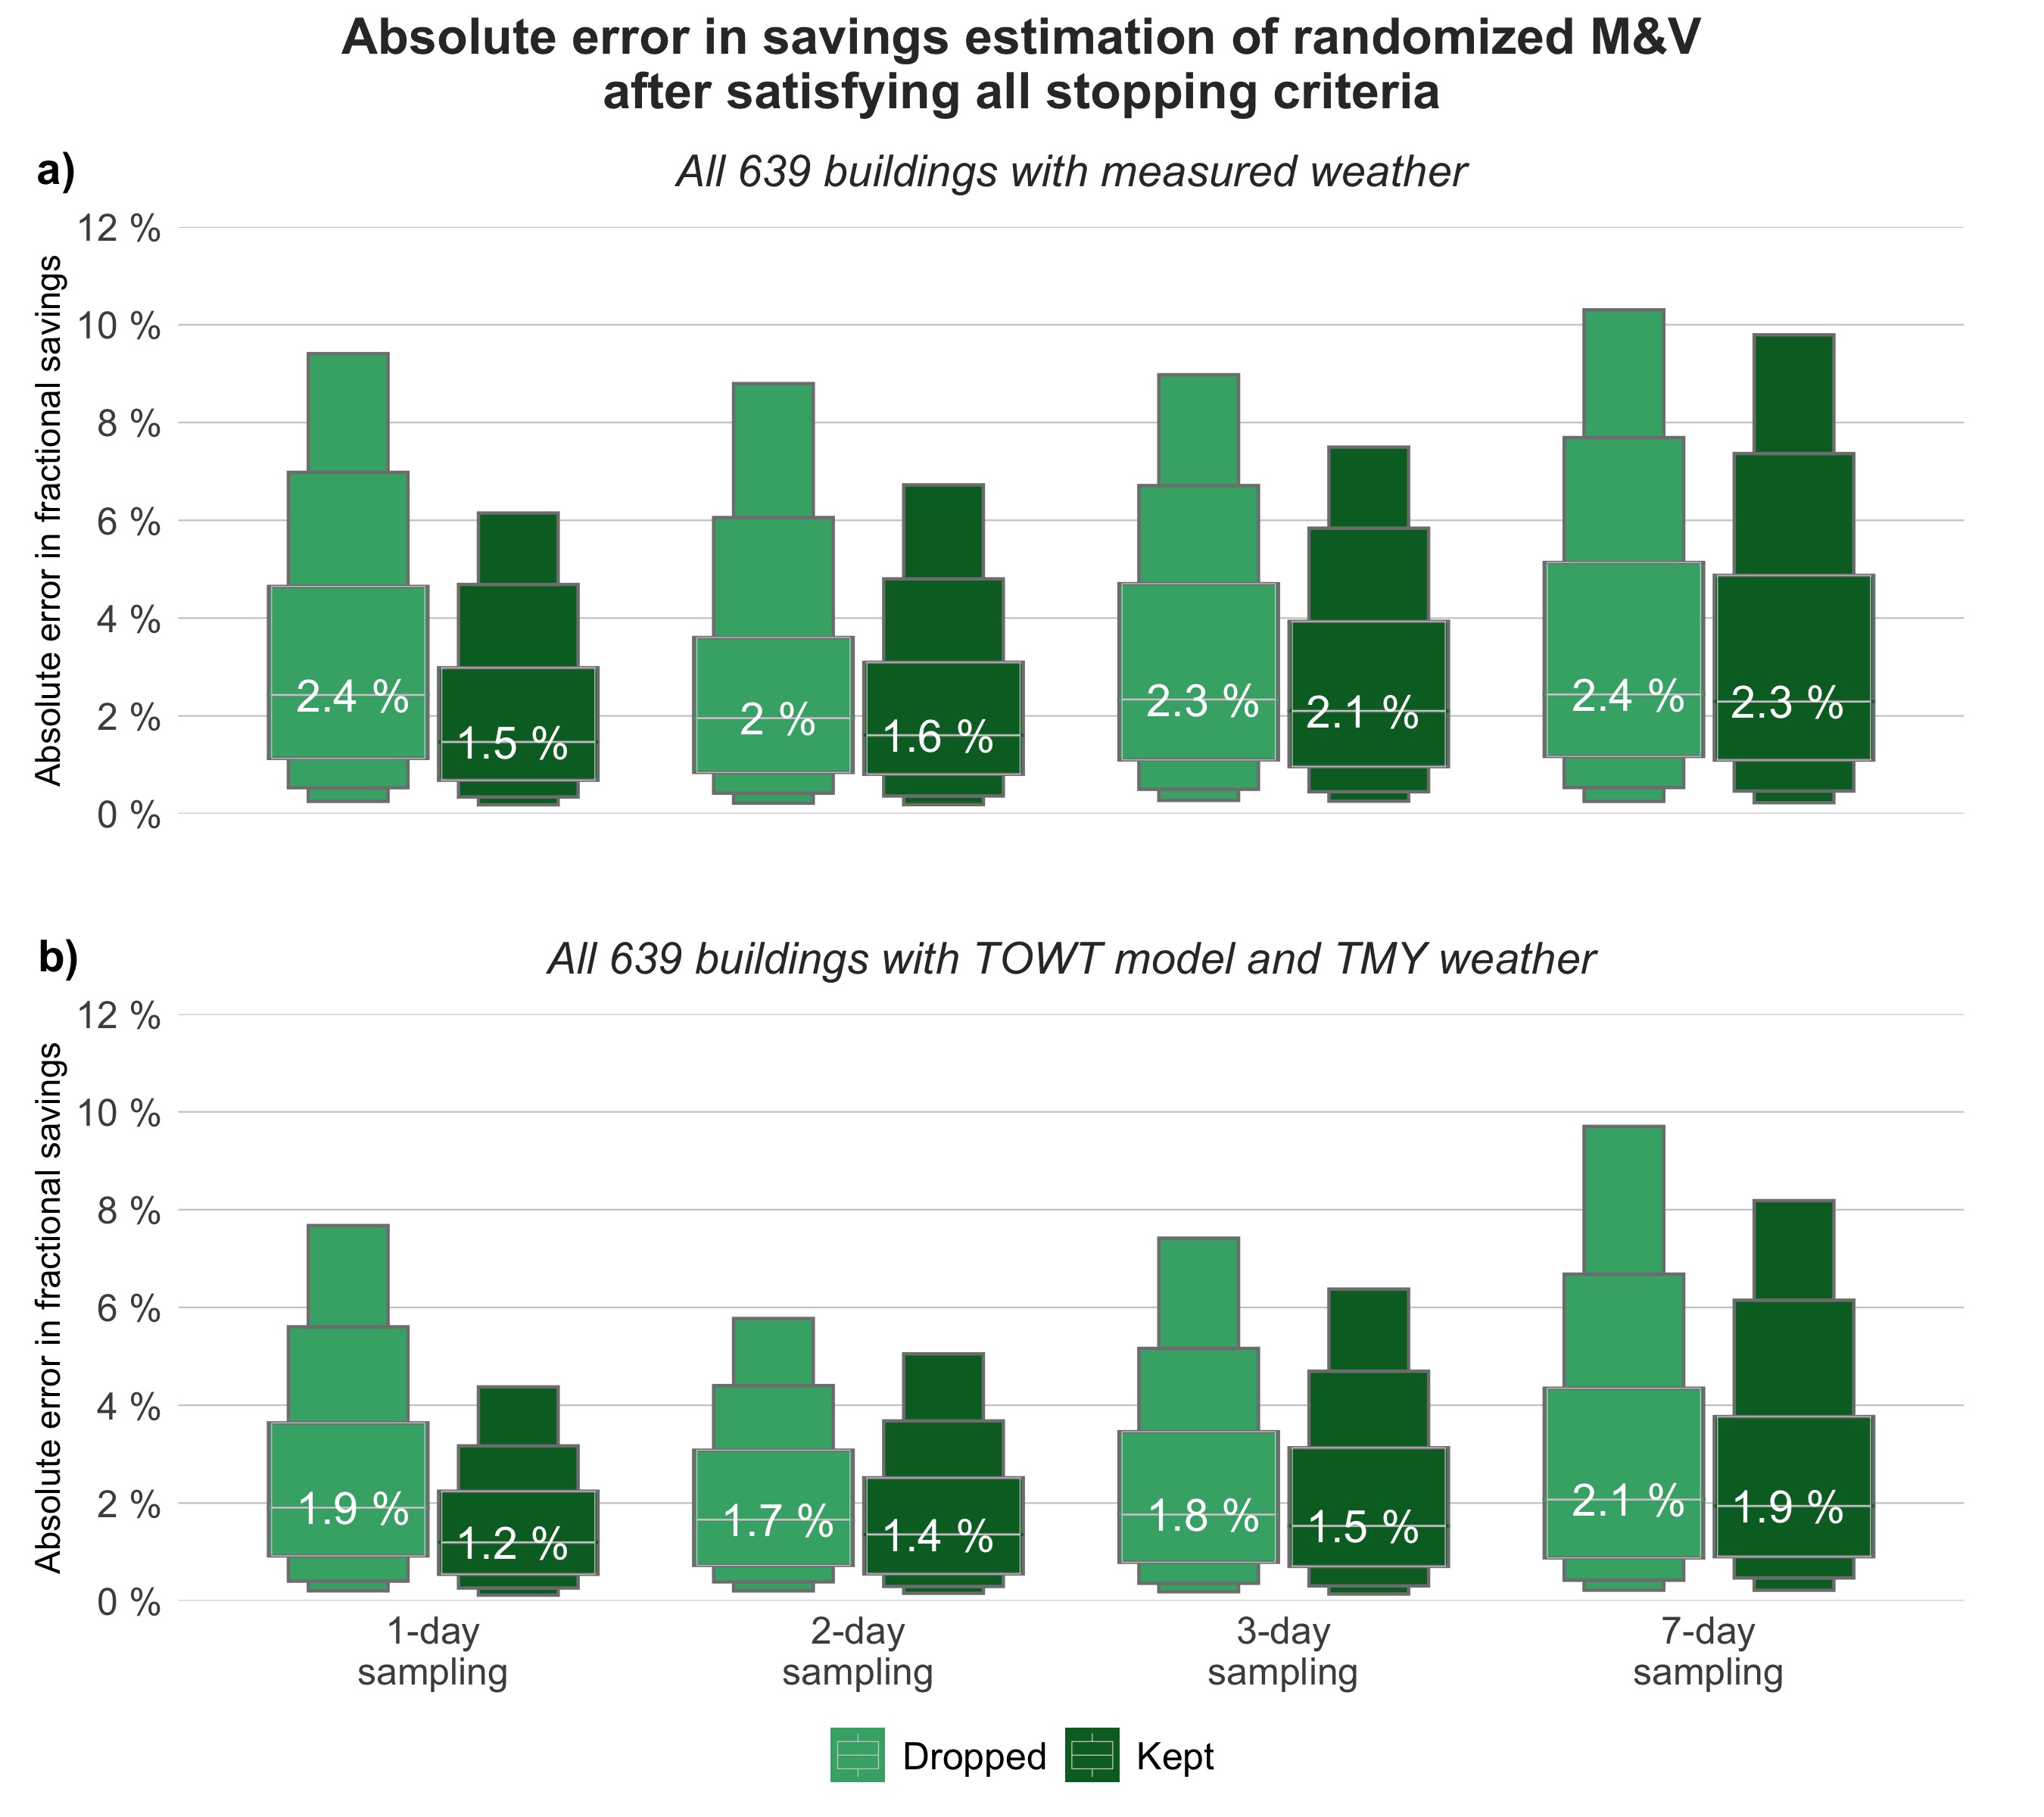 Absolute error in savings estimation of randomized M&V
after satisfying all stopping criteria
a)
All 639 buildings with measured weather
Absolute error in fractional savings
12 %
10 %
8 %
6 %
4 %
2 %
0 %
2.4 %
1.5 %
2 %
1.6 %
2.3 %
2.1 %
2.4 %
2.3 %
b)
All 639 buildings with TOWT model and TMY weather
Absolute error in fractional savings
12 %
10 %
8 %
6 %
4 %
2 %
0 %
1.9 %
1.2 %
1.7 %
1.4 %
1.8 %
1.5 %
2.1 %
1.9 %
1-day
sampling
2-day
sampling
3-day
sampling
7-day
sampling
Dropped
Kept